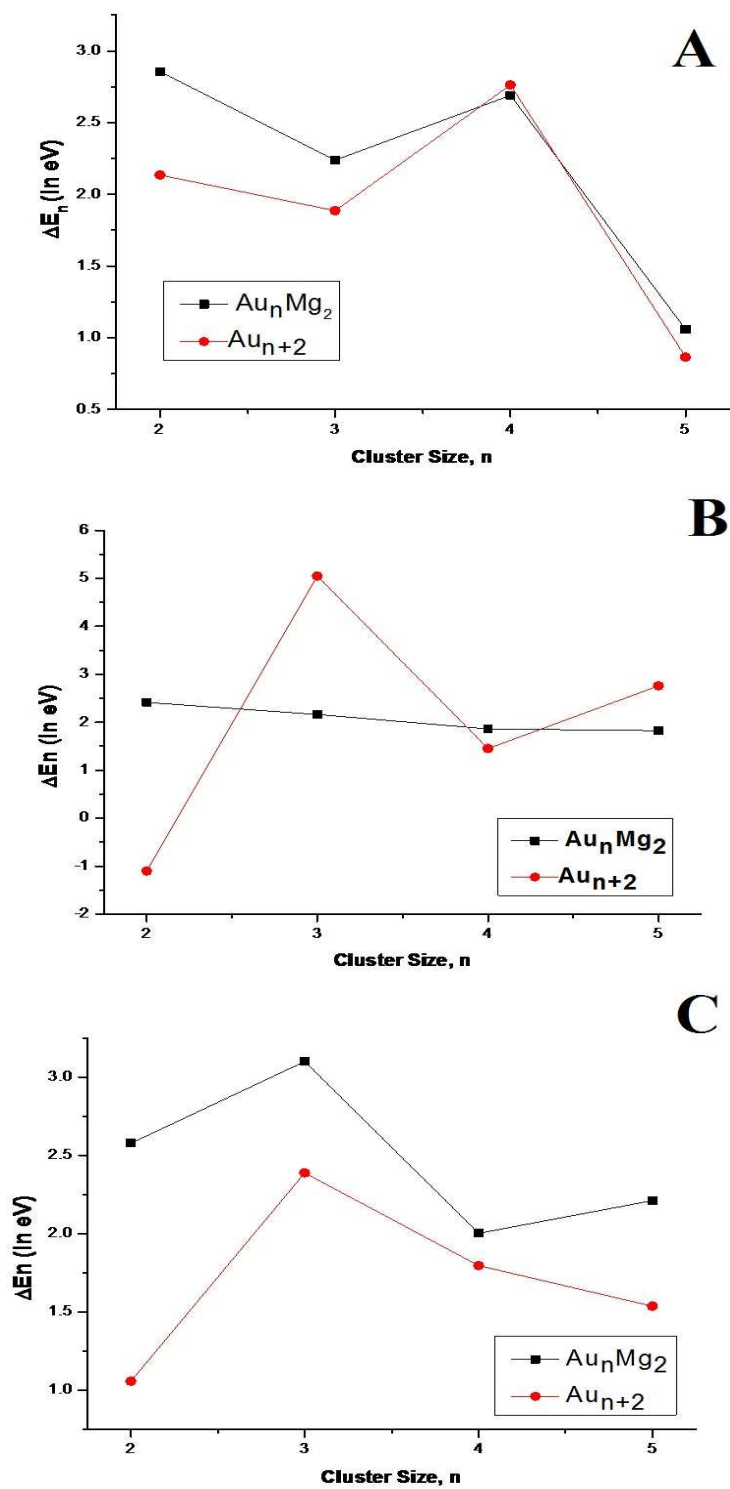 A
3.0
2.5
2.0
1.5
1.0
0.5
ΔEn (In eV)
AunMg2
Aun+2
2 3 4 5
Cluster Size, n
B
6
5
4
3
2
1
0
-1
-2
ΔEn (In eV)
AunMg2
Aun+2
2 3 4 5
Cluster Size, n
C
3.0
2.5
2.0
1.5
1.0
ΔEn (In eV)
AunMg2
Aun+2
2 3 4 5
Cluster Size, n